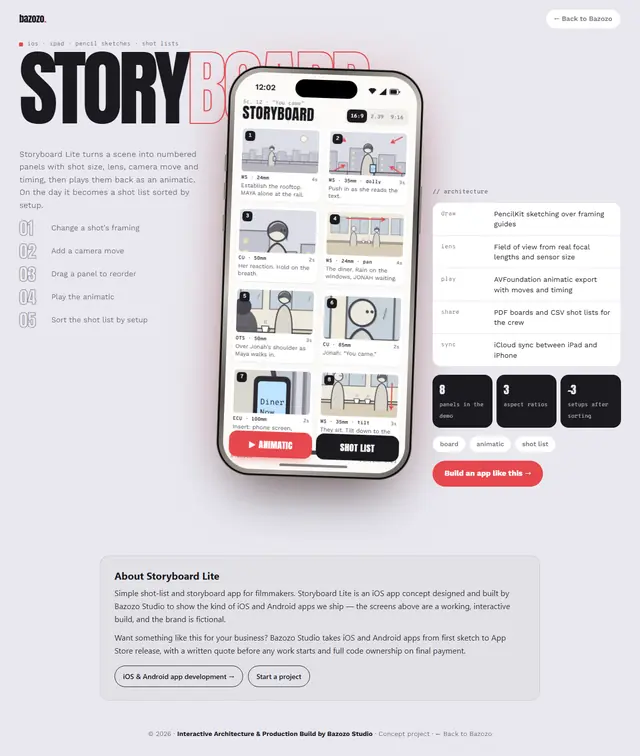 bazozo.
← Back to Bazozo
ios · ipad · pencil sketches · shot lists
STORYBOARD
Storyboard Lite turns a scene into numbered
panels with shot size, lens, camera move and
timing, then plays them back as an animatic.
On the day it becomes a shot list sorted by
setup.
01 Change a shot's framing
02 Add a camera move
03 Drag a panel to reorder
04 Play the animatic
05 Sort the shot list by setup
12:02
Sc. 12 · "You came"
STORYBOARD
16:9 2.39 9:16
1
WS · 24mm 4s
Establish the rooftop.
MAYA alone at the rail.
2
MS · 35mm · dolly 3s
Push in as she reads the
text.
3
CU · 50mm 2s
Her reaction. Hold on the
breath.
4
WS · 24mm · pan 4s
The diner. Rain on the
windows, JONAH waiting.
5
OTS · 50mm 3s
Over Jonah's shoulder as
Maya walks in.
6
CU · 85mm 2s
Jonah: "You came."
7
Diner
Now
ECU · 100mm 2s
Insert: phone screen,
8
MS · 35mm · tilt 3s
They sit. Tilt down to the
▶ ANIMATIC
SHOT LIST
// architecture
draw PencilKit sketching over framing
guides
lens Field of view from real focal
lengths and sensor size
play AVFoundation animatic export
with moves and timing
share PDF boards and CSV shot lists for
the crew
sync iCloud sync between iPad and
iPhone
8
panels in the
demo
3
aspect ratios
-3
setups after
sorting
board animatic shot list
Build an app like this →
About Storyboard Lite
Simple shot-list and storyboard app for filmmakers. Storyboard Lite is an iOS app concept designed and built by
Bazozo Studio to show the kind of iOS and Android apps we ship — the screens above are a working, interactive
build, and the brand is fictional.
Want something like this for your business? Bazozo Studio takes iOS and Android apps from first sketch to App
Store release, with a written quote before any work starts and full code ownership on final payment.
iOS & Android app development →
Start a project
© 2026 · Interactive Architecture & Production Build by Bazozo Studio · Concept project · ← Back to Bazozo